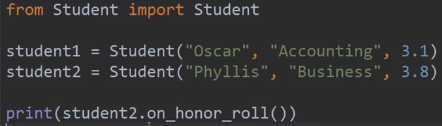 from Student import Student
student1 = Student("Oscar", "Accounting", 3.1)
student2 = Student("Phyllis", "Business", 3.8)
print(student2.on_honor_roll())